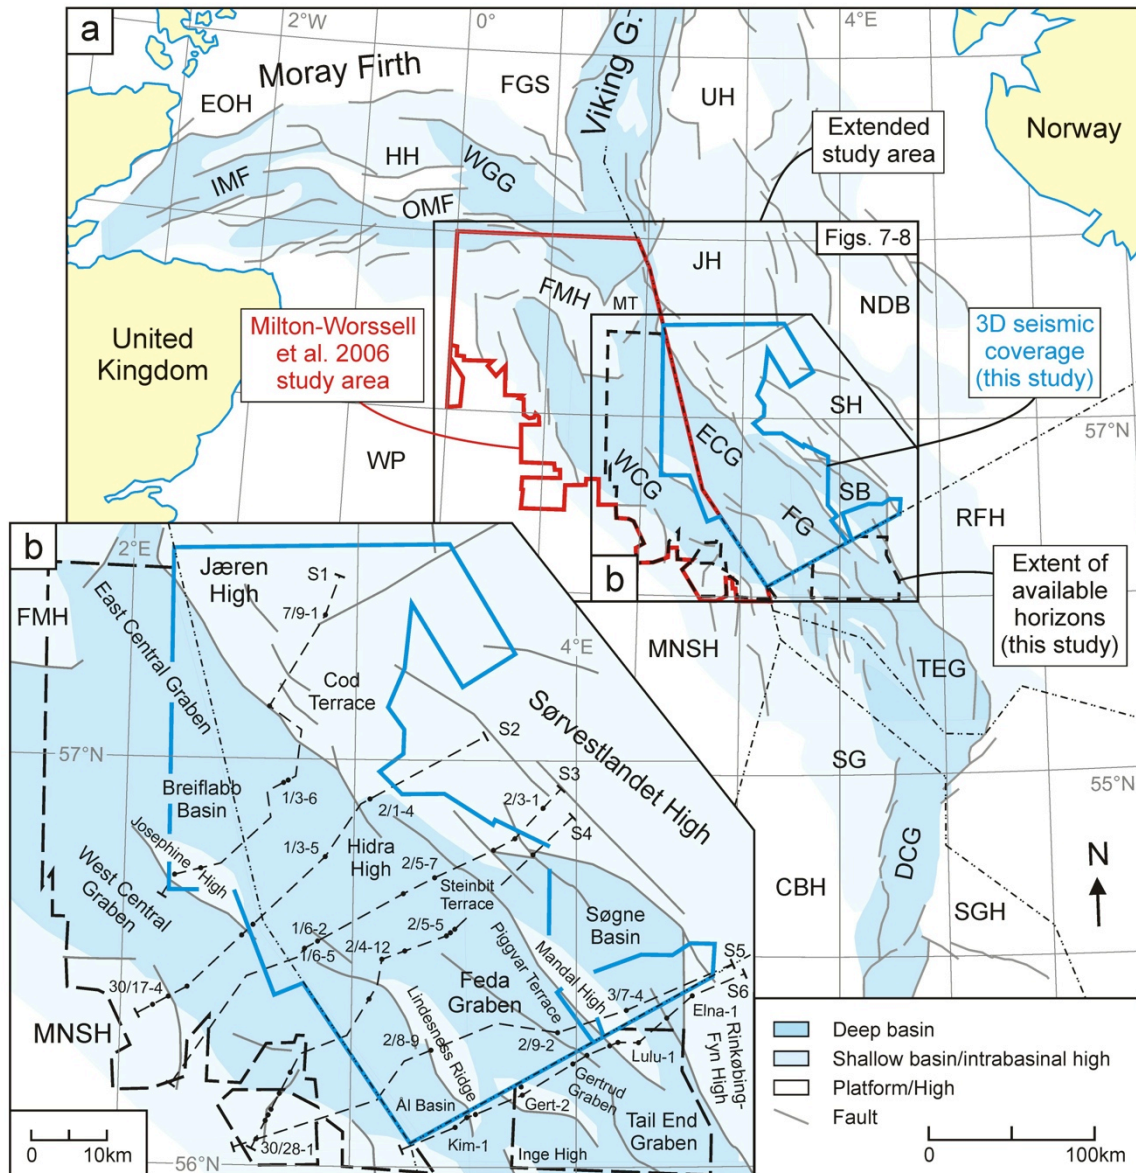 a
2°W
0°
4°E
Moray Firth
EOH
FGS
Viking G.
UH
Norway
Extended
study area
HH
WGG
IMF
OMF
Figs. 7-8
JH
FMH
MT
NDB
United
Kingdom
Milton-Worssell
et al. 2006
study area
3D seismic
coverage
(this study)
SH
57°N
ECG
WP
WCG
SB
FG
RFH
b
Extent of
available
horizons
(this study)
MNSH
TEG
SG
55°N
DCG
CBH
SGH
N
b
2°E
Jæren
High
S1
7/9-1
FMH
East Central Graben
4°E
Cod
Terrace
Sørvestlandet High
S2
57°N
S3
Breiflabb
Basin
1/3-6
2/1-4
2/3-1
S4
Josephine
High
1/3-5
Hidra
High
2/5-7
West Central
Graben
Steinbit
Terrace
Søgne
Basin
1/6-2
1/6-5
2/4-12
2/5-5
Piggvar Terrace
Mandal High
S5
S6
30/17-4
Feda
Graben
3/7-4
Elna-1
MNSH
Lindesness Ridge
2/8-9
2/9-2
Lulu-1
Rinkøbing-
Fyn High
Ål Basin
Gertrud
Graben
Gert-2
Tail End
Graben
0
10km
30/28-1
Kim-1
Inge High
56°N
Deep basin
Shallow basin/intrabasinal high
Platform/High
Fault
0
100km